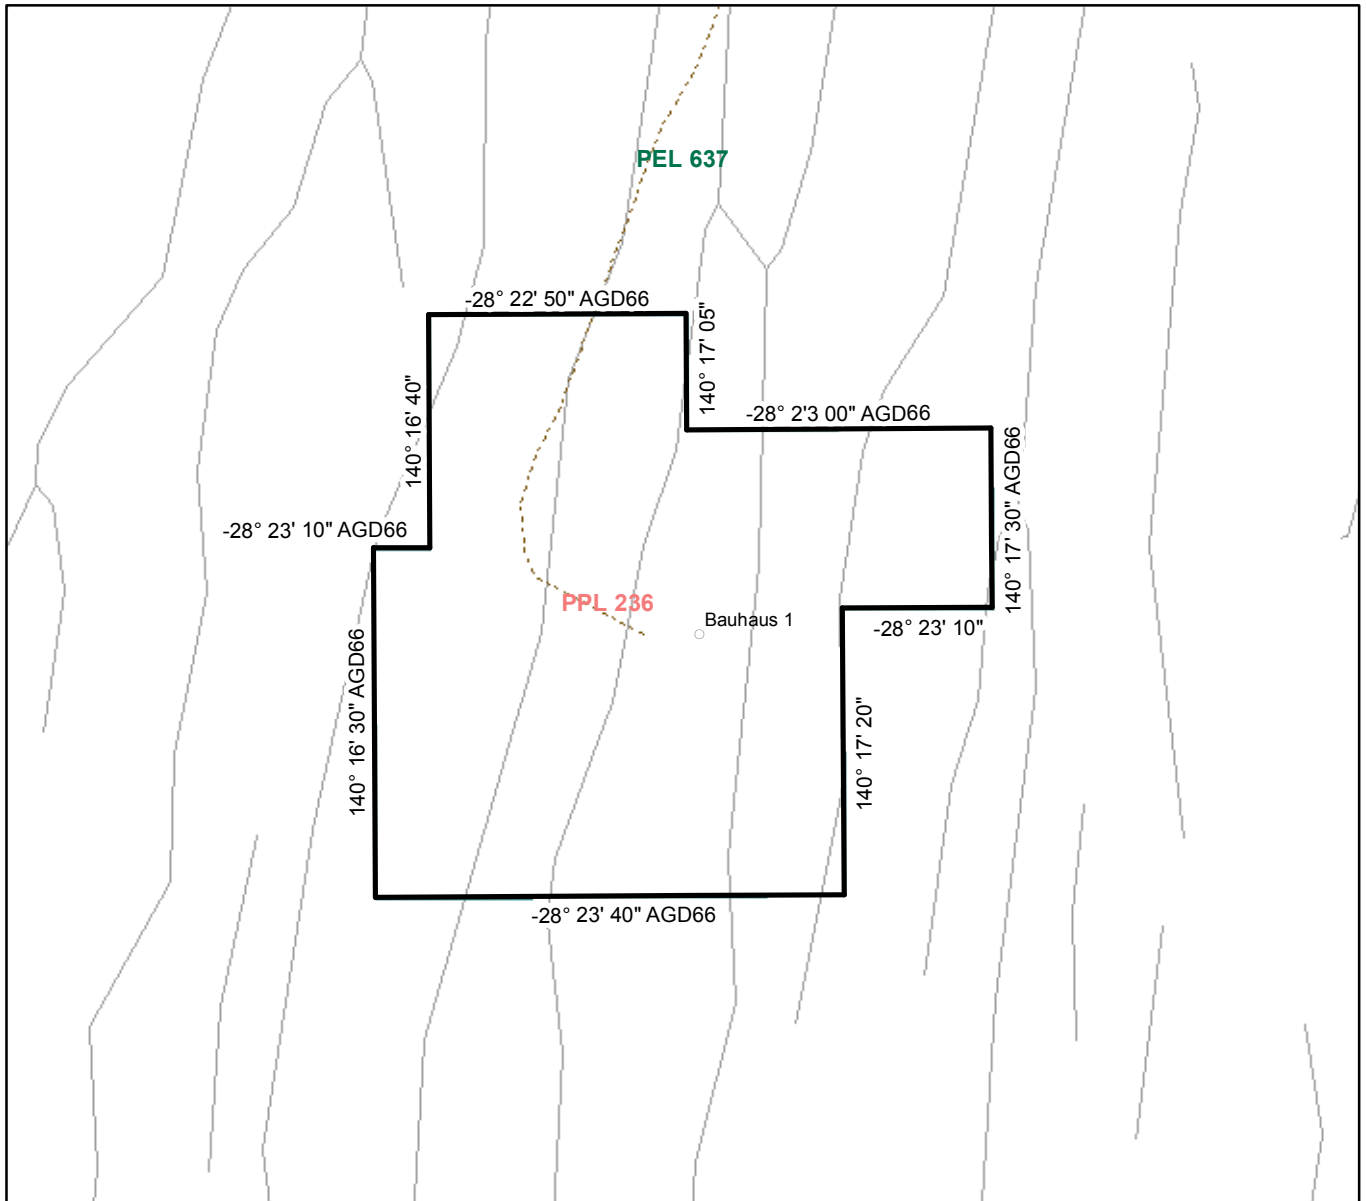 PEL 637
-28° 22' 50" AGD66
140° 17' 05"
140° 16' 40"
-28° 2'3 00" AGD66
140° 17' 30" AGD66
-28° 23' 10" AGD66
PPL 236
Bauhaus 1
-28° 23' 10"
140° 16' 30" AGD66
140° 17' 20"
-28° 23' 40" AGD66